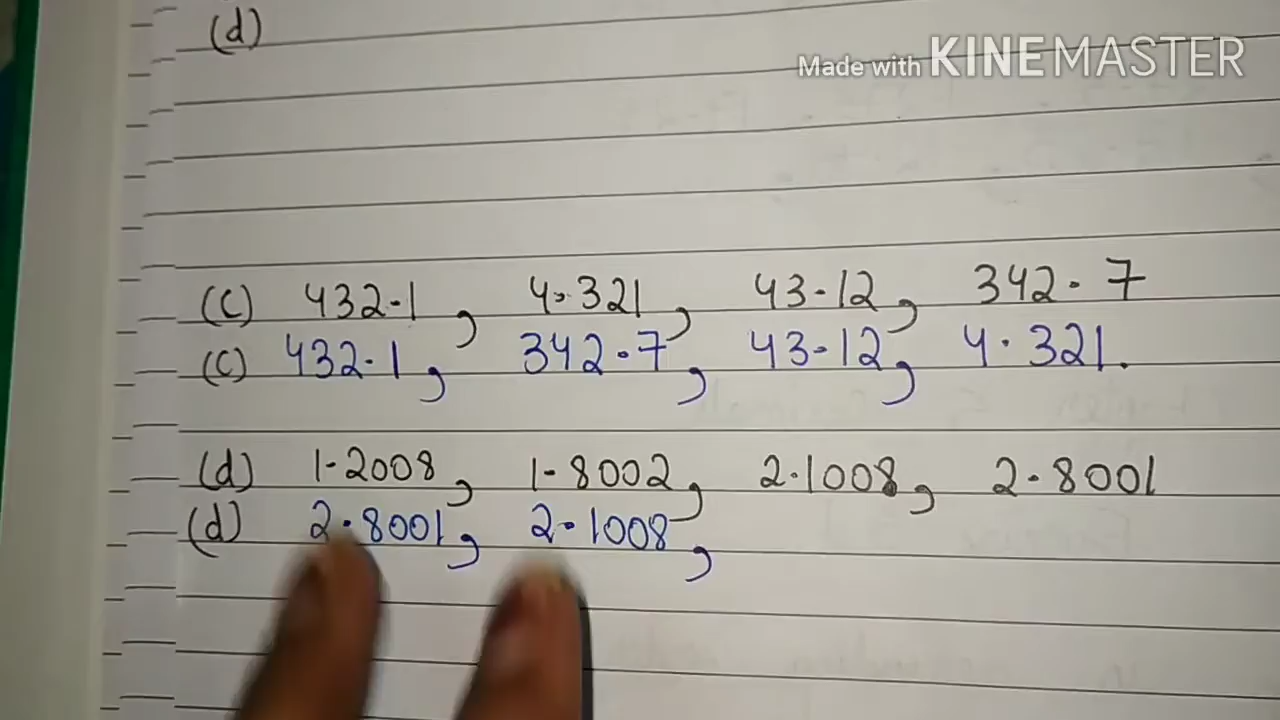 (d)
Made with KINEMASTER
(c) 432.1, 4.321, 43.12, 342.7
(c) 432.1, 342.7, 43.12, 4.321.
(d) 1.2008, 1.8002, 2.1008, 2.8001
(d) 2.8001, 2.1008,